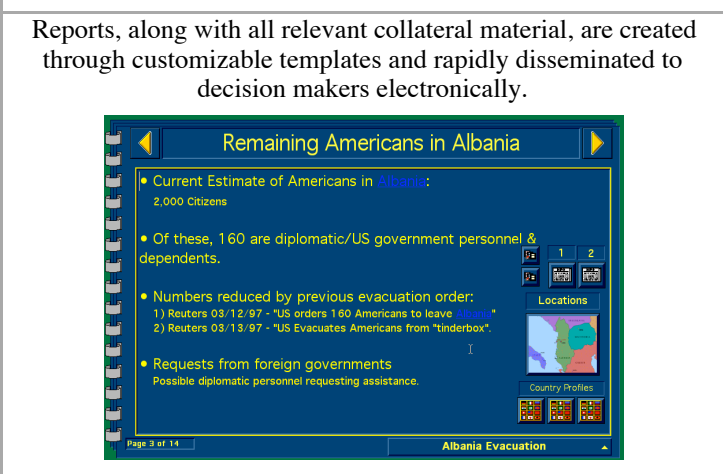 Reports, along with all relevant collateral material, are created
through customizable templates and rapidly disseminated to
decision makers electronically.
Remaining Americans in Albania
• Current Estimate of Americans in Albania:
2,000 Citizens
• Of these, 160 are diplomatic/US government personnel &
dependents.
1 2
• Numbers reduced by previous evacuation order:
1) Reuters 03/12/97 - "US orders 160 Americans to leave Albania"
2) Reuters 03/13/97 - "US Evacuates Americans from "tinderbox".
Locations
• Requests from foreign governments
Possible diplomatic personnel requesting assistance.
Country Profiles
Page 3 of 14
Albania Evacuation